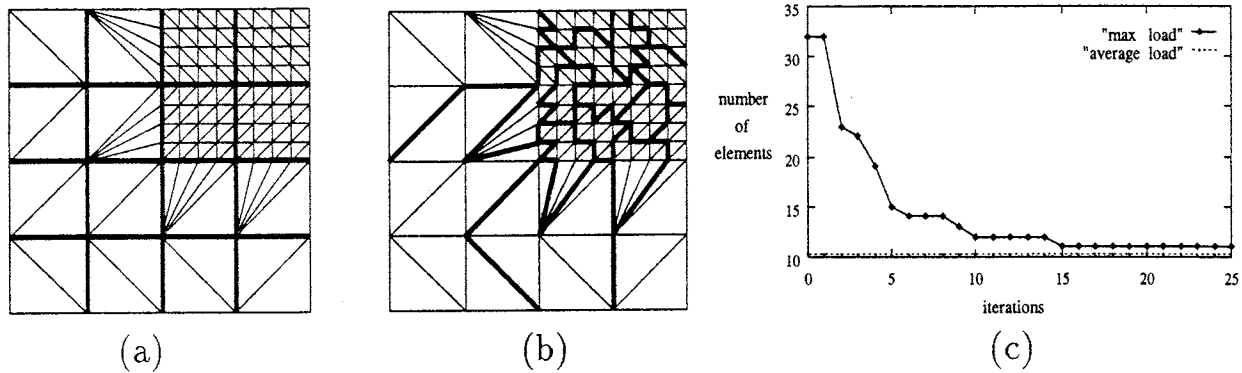 35
30
25
20
15
10
number
of
elements
"max load"
"average load"
0 5 10 15 20 25
iterations
(a) (b) (c)